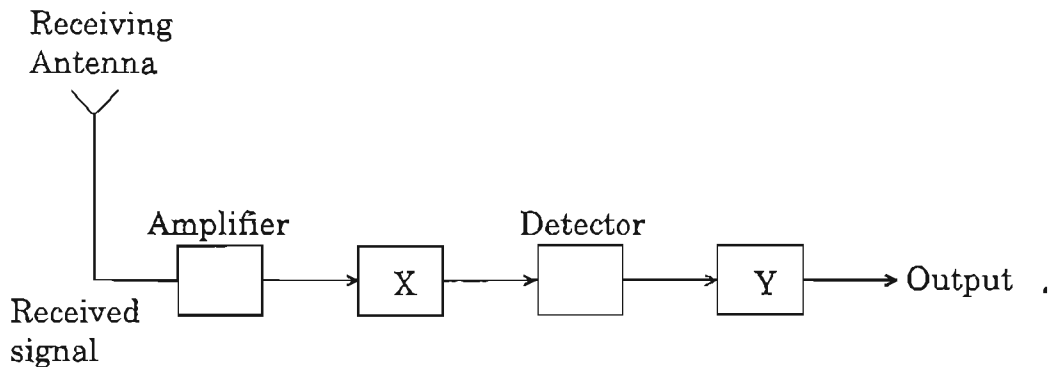 Receiving
Antenna
Amplifier
Detector
X
Y
Output
Received
signal